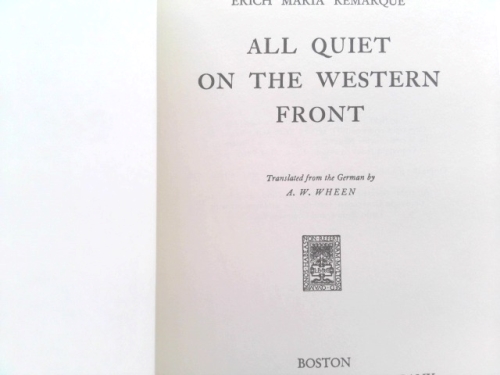 ERICH MARIA REMARQUE
ALL QUIET
ON THE WESTERN
FRONT
Translated from the German by
A. W. WHEEN
BOSTON